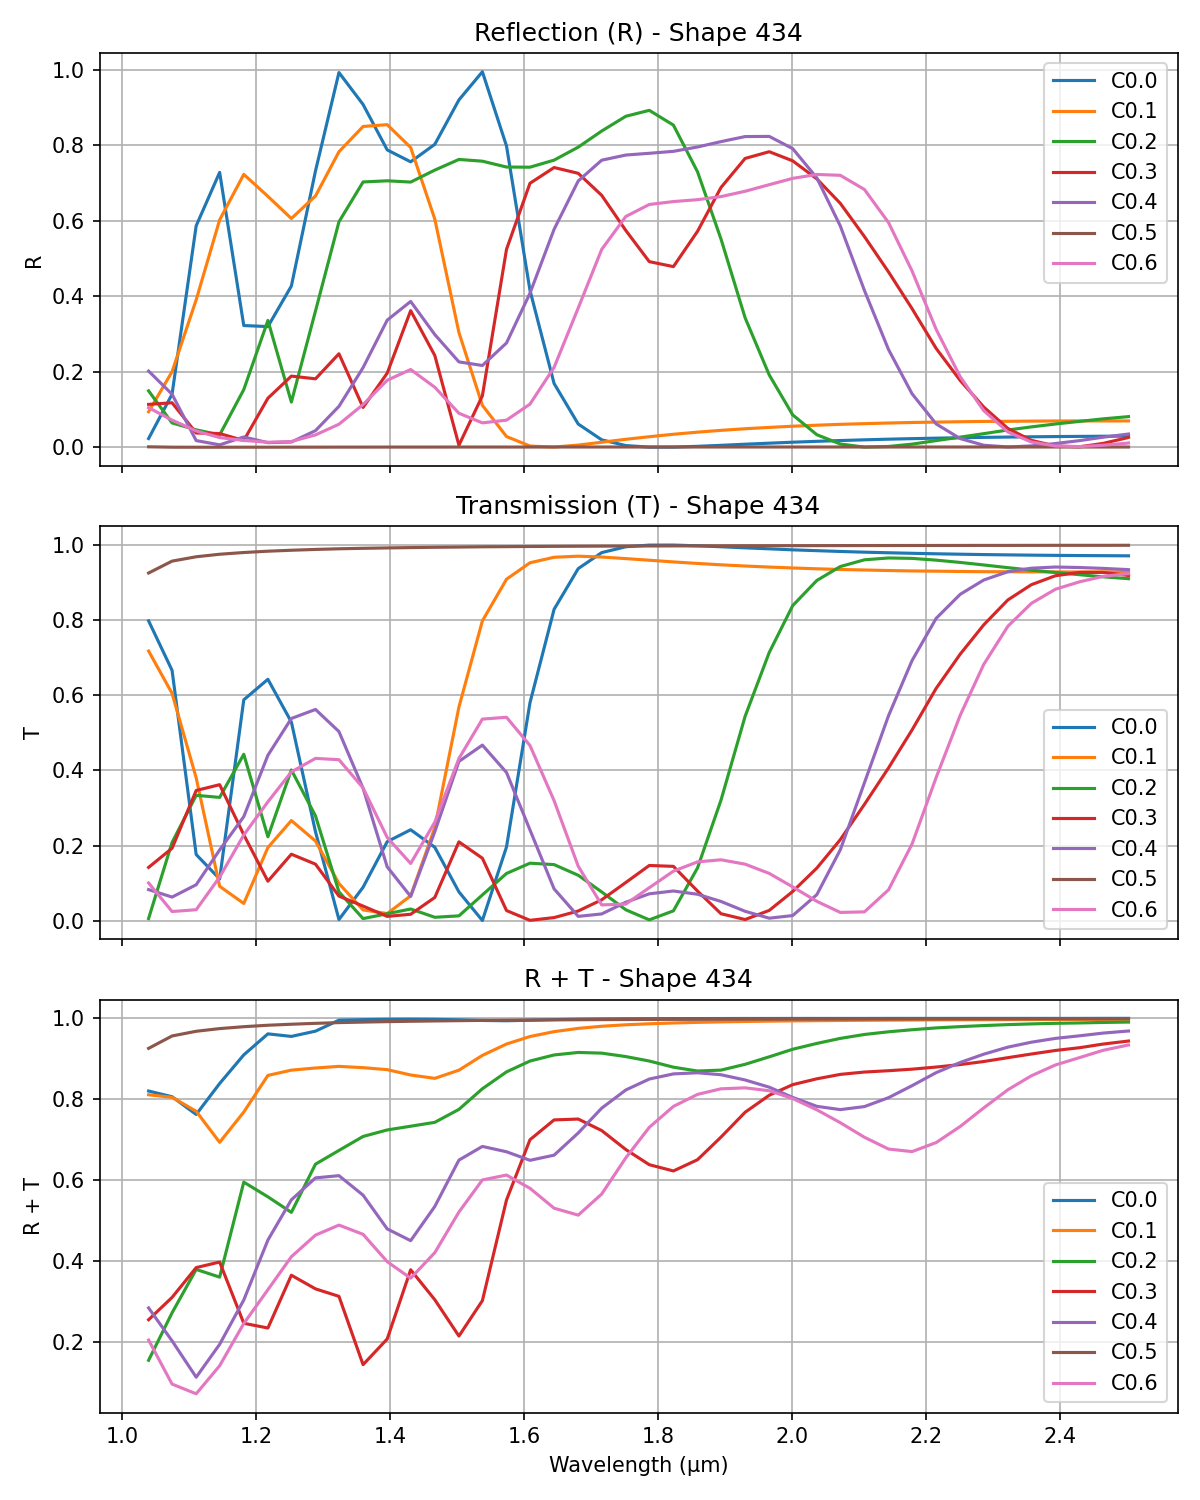 Reflection (R) - Shape 434
1.0
0.8
0.6
0.4
0.2
0.0
R
C0.0
C0.1
C0.2
C0.3
C0.4
C0.5
C0.6
Transmission (T) - Shape 434
1.0
0.8
0.6
0.4
0.2
0.0
T
C0.0
C0.1
C0.2
C0.3
C0.4
C0.5
C0.6
R + T - Shape 434
1.0
0.8
0.6
0.4
0.2
R + T
C0.0
C0.1
C0.2
C0.3
C0.4
C0.5
C0.6
1.0 1.2 1.4 1.6 1.8 2.0 2.2 2.4
Wavelength (μm)